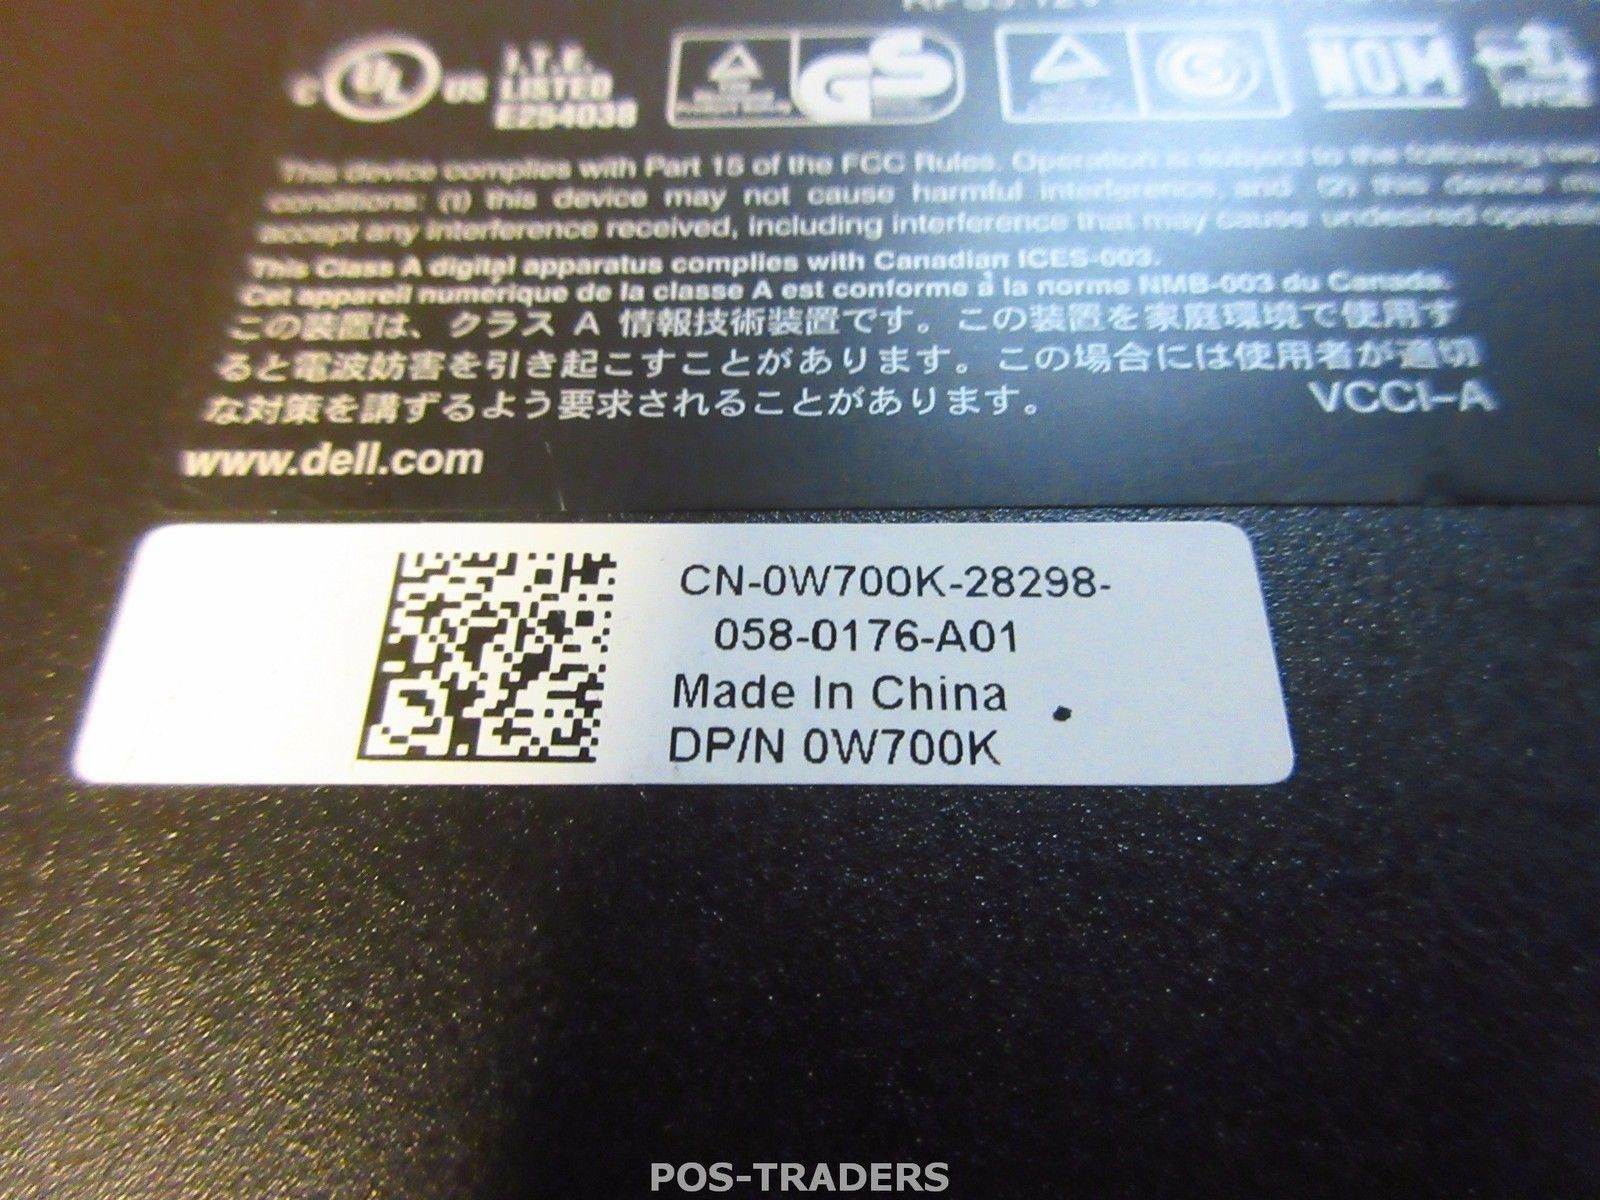 c UL us I.T.E.
LISTED
E254038
GS
S
NOM
This device complies with Part 15 of the FCC Rules. Operation is subject to the following two
conditions: (1) this device may not cause harmful interference, and (2) this device
accept any interference received, including interference that may cause undesired
This Class A digital apparatus complies with Canadian ICES-003.
Cet appareil numérique de la classe A est conforme à la norme NMB-003 du Canada.
この装置は、クラス A 情報技術装置です。この装置を家庭環境で使用す
ると電波妨害を引き起こすことがあります。この場合には使用者が適切
な対策を講ずるよう要求されることがあります。 VCCI-A
www.dell.com
CN-0W700K-28298-
058-0176-A01
Made In China
DP/N 0W700K
POS-TRADERS